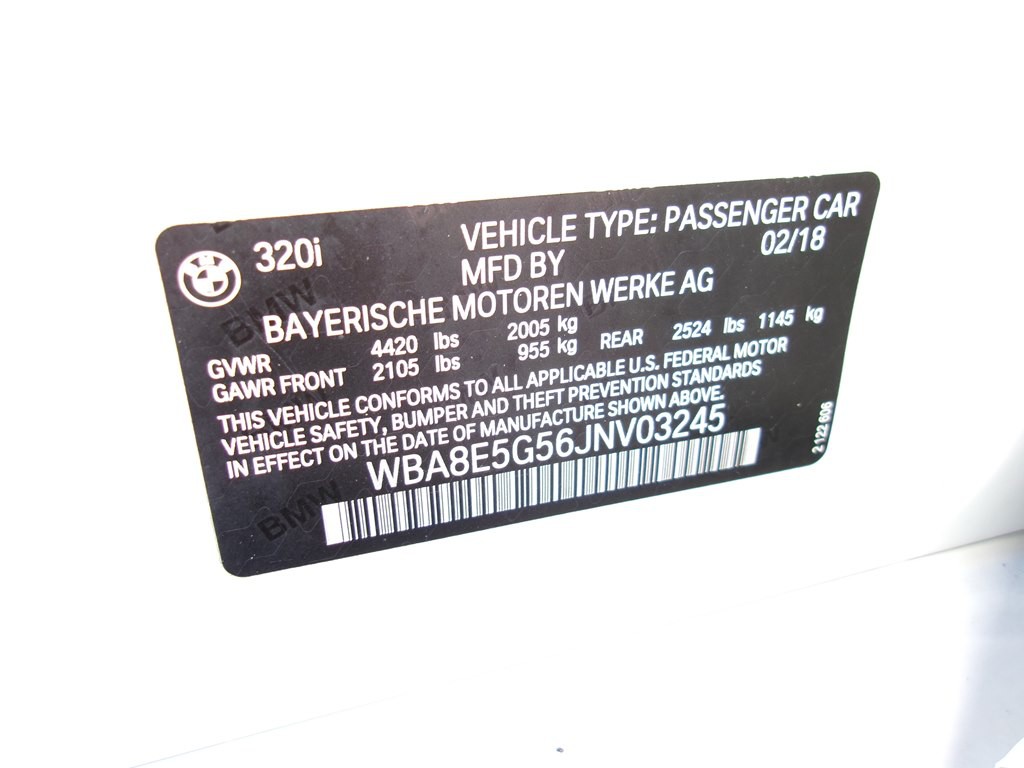 320i VEHICLE TYPE: PASSENGER CAR
MFD BY 02/18
BAYERISCHE MOTOREN WERKE AG
GVWR 4420 lbs 2005 kg
GAWR FRONT 2105 lbs 955 kg REAR 2524 lbs 1145 kg
THIS VEHICLE CONFORMS TO ALL APPLICABLE U.S. FEDERAL MOTOR
VEHICLE SAFETY, BUMPER AND THEFT PREVENTION STANDARDS
IN EFFECT ON THE DATE OF MANUFACTURE SHOWN ABOVE.
WBA8E5G56JNV03245
2 122 606
BMW
BMW